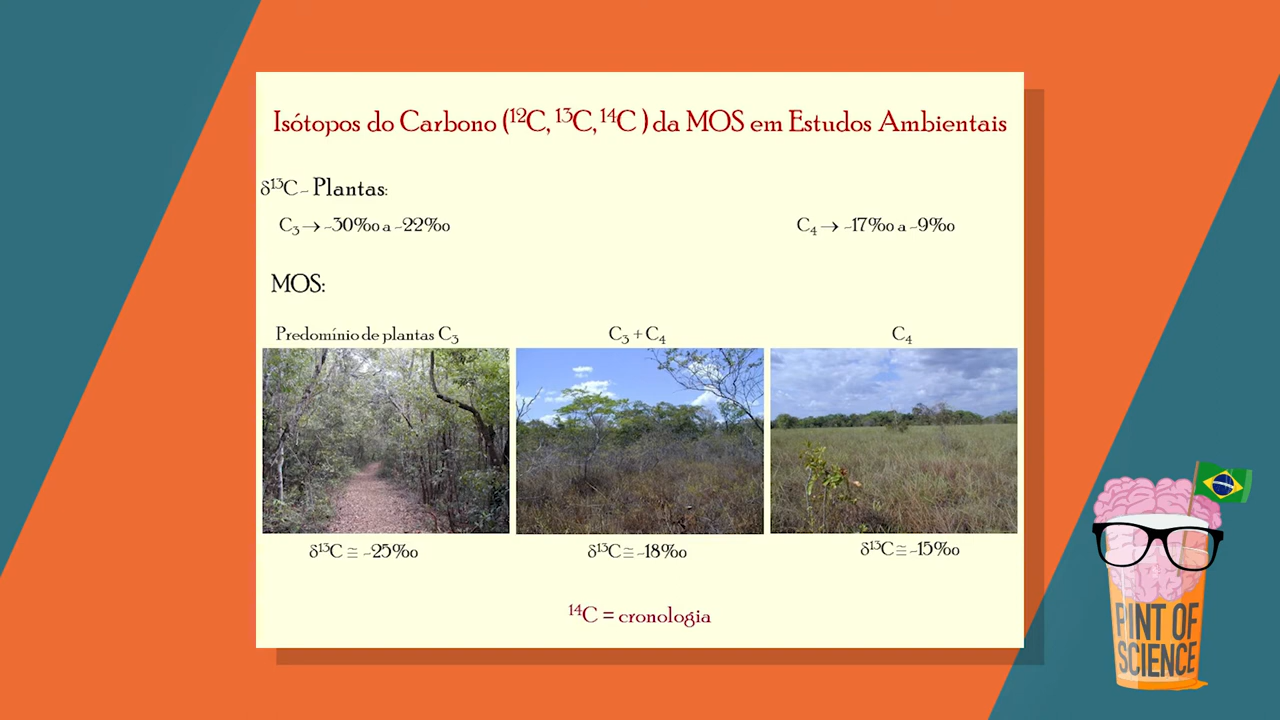 Isótopos do Carbono (¹²C, ¹³C, ¹⁴C ) da MOS em Estudos Ambientais
δ¹³C - Plantas:
C₃ → -30‰ a -22‰
C₄ → -17‰ a -9‰
MOS:
Predomínio de plantas C₃
C₃ + C₄
C₄
δ¹³C ≅ -25‰
δ¹³C ≅ -18‰
δ¹³C ≅ -15‰
¹⁴C = cronologia
PINT OF
SCIENCE